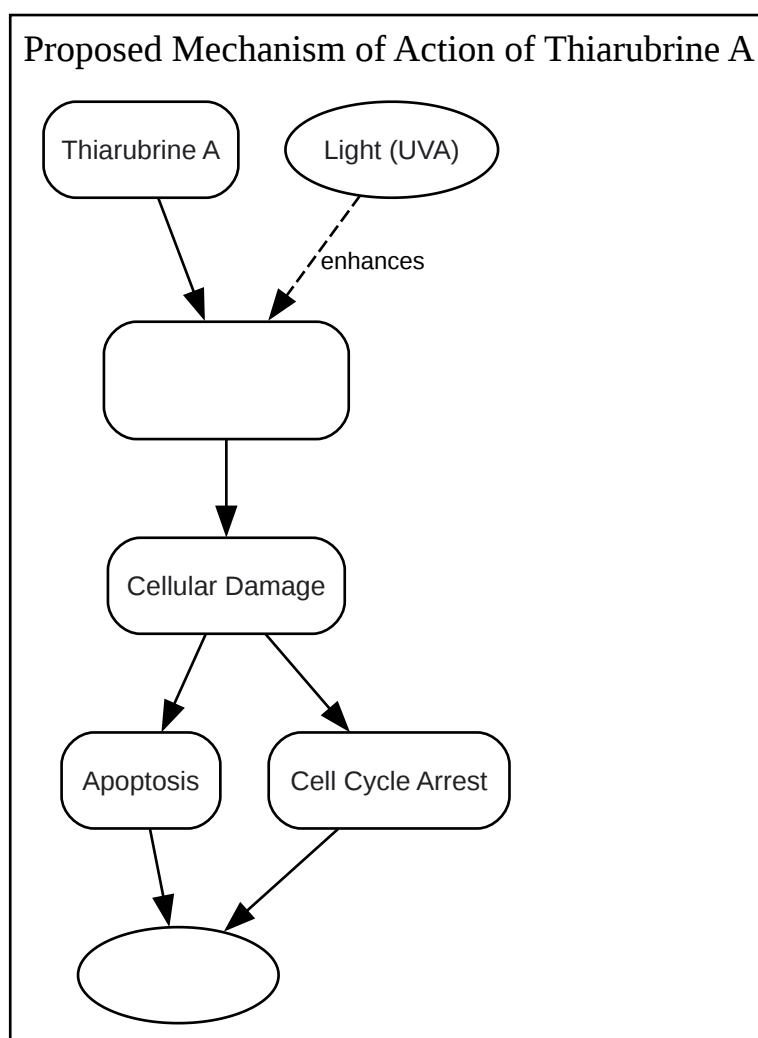 Proposed Mechanism of Action of Thiarubrine A
Thiarubrine A
Light (UVA)
enhances
Cellular Damage
Apoptosis
Cell Cycle Arrest